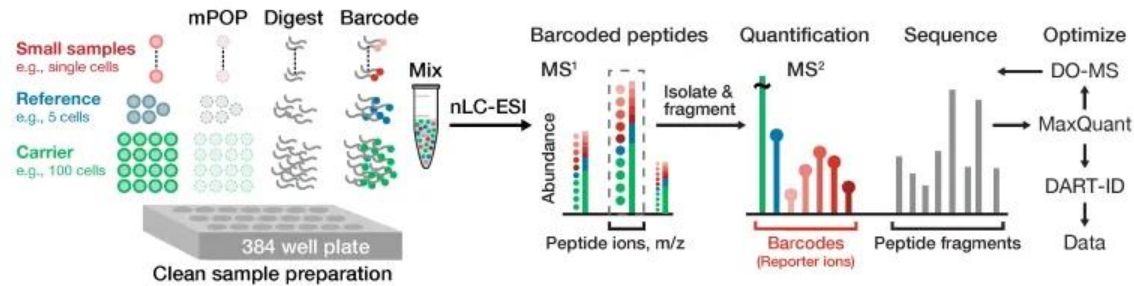 mPOP Digest Barcode
Small samples
e.g., single cells
Reference
e.g., 5 cells
Carrier
e.g., 100 cells
384 well plate
Clean sample preparation
Mix
nLC-ESI
Barcoded peptides
MS¹
Abundance
Peptide ions, m/z
Isolate &
fragment
Quantification
MS²
Barcodes
(Reporter ions)
Sequence
Peptide fragments
Optimize
DO-MS
MaxQuant
DART-ID
Data